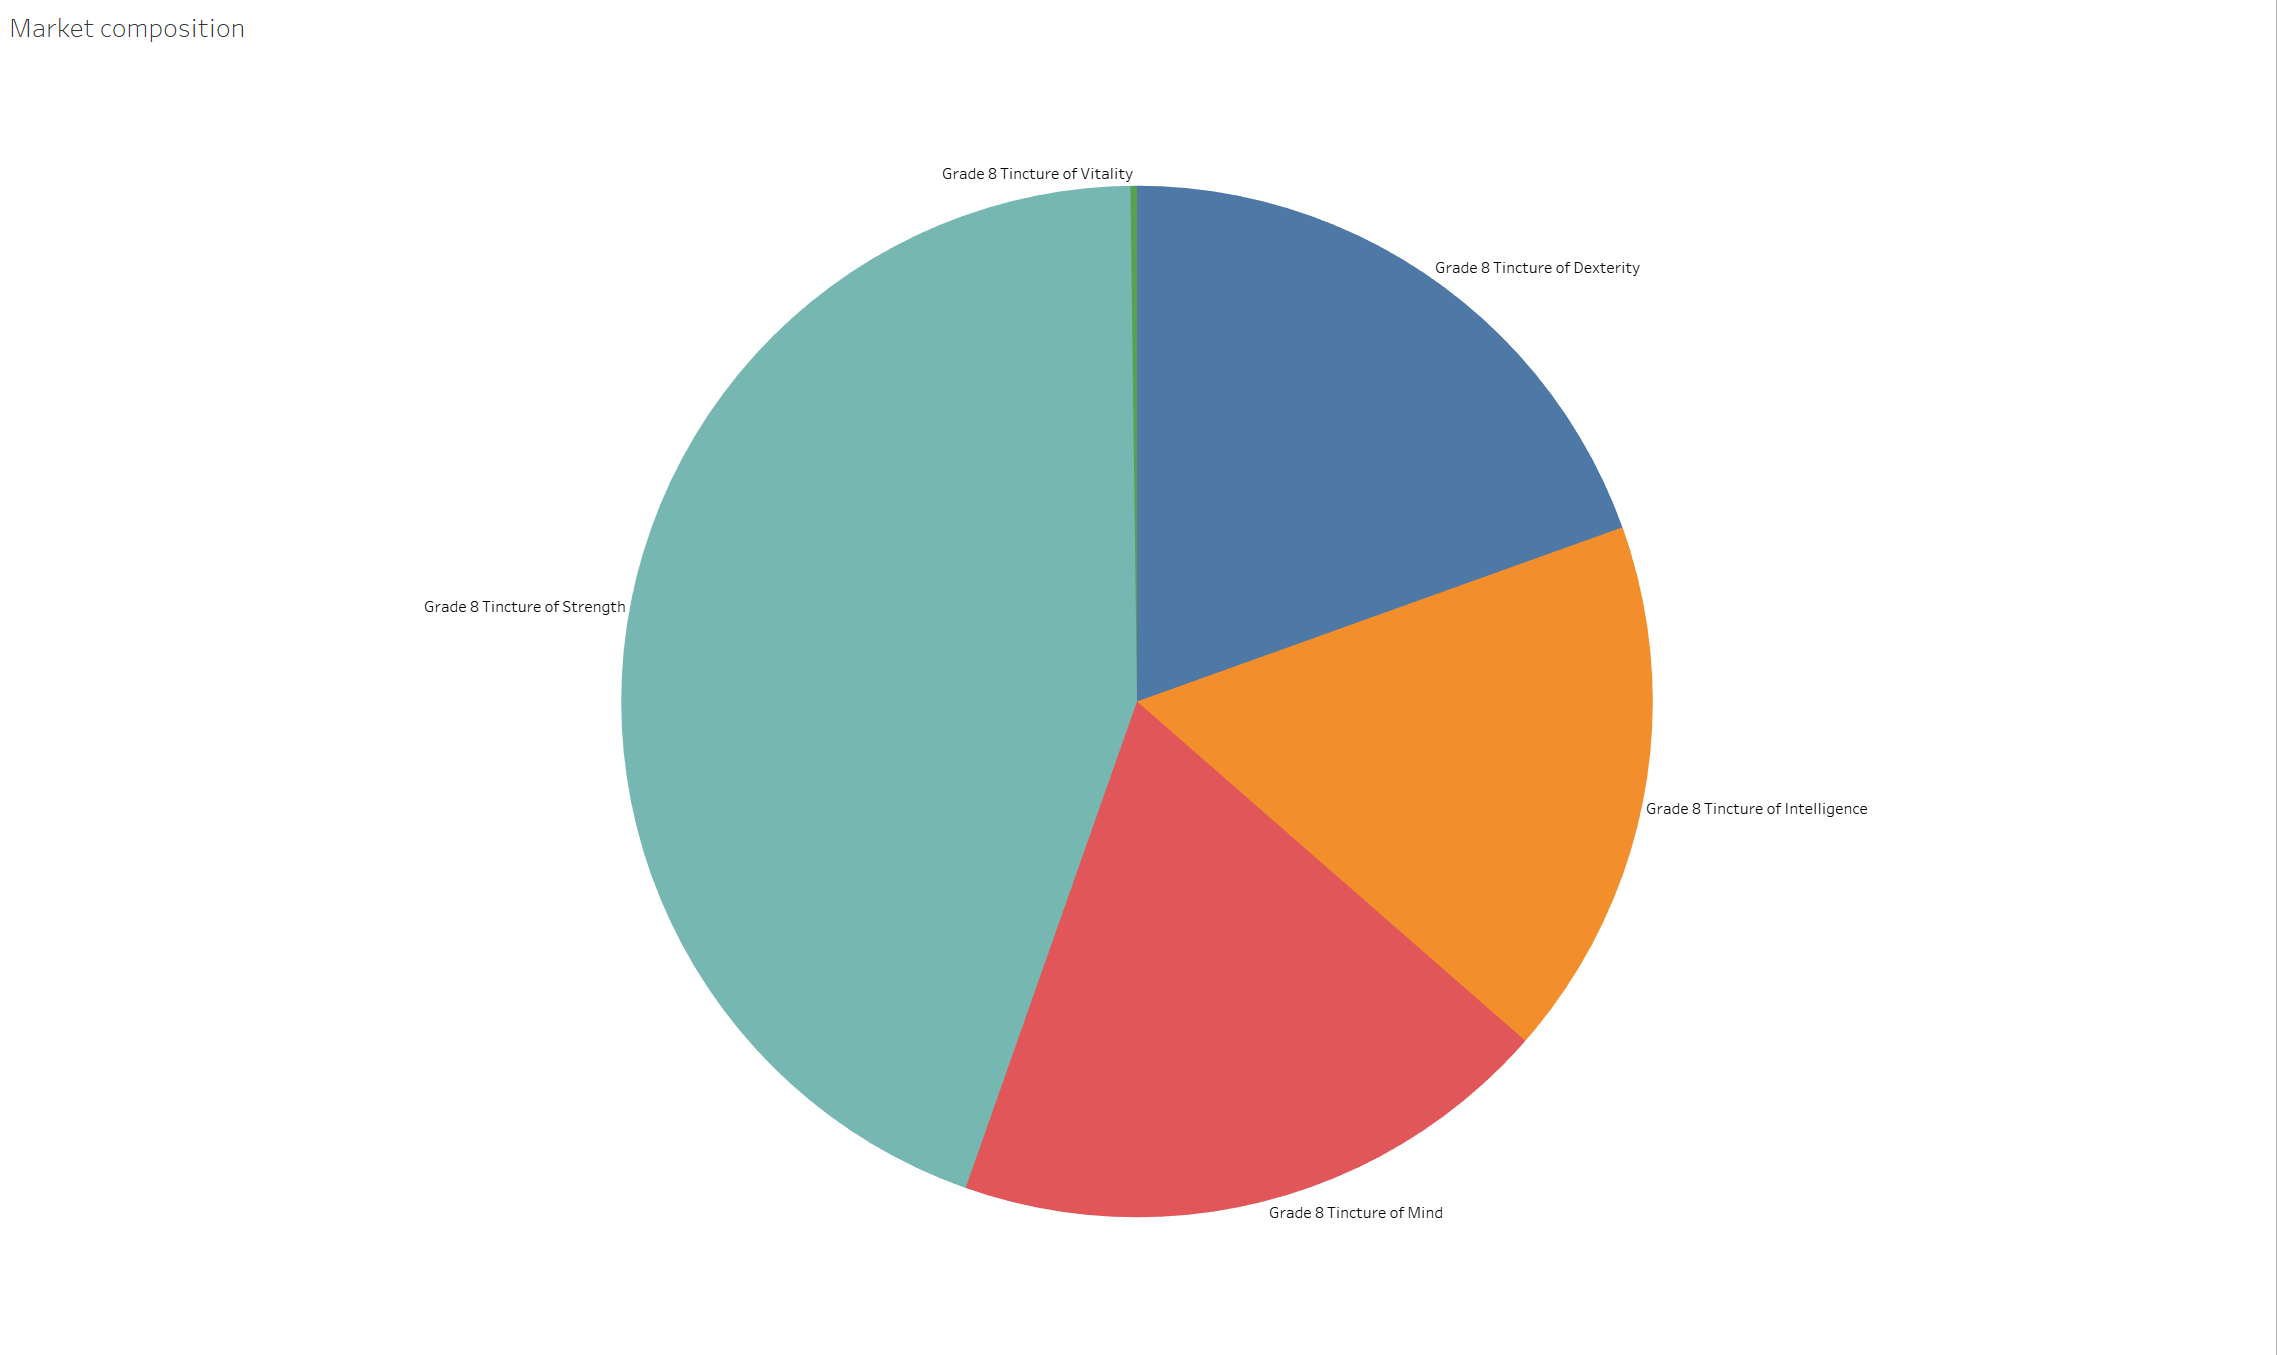 Market composition
Grade 8 Tincture of Vitality
Grade 8 Tincture of Dexterity
Grade 8 Tincture of Strength
Grade 8 Tincture of Intelligence
Grade 8 Tincture of Mind